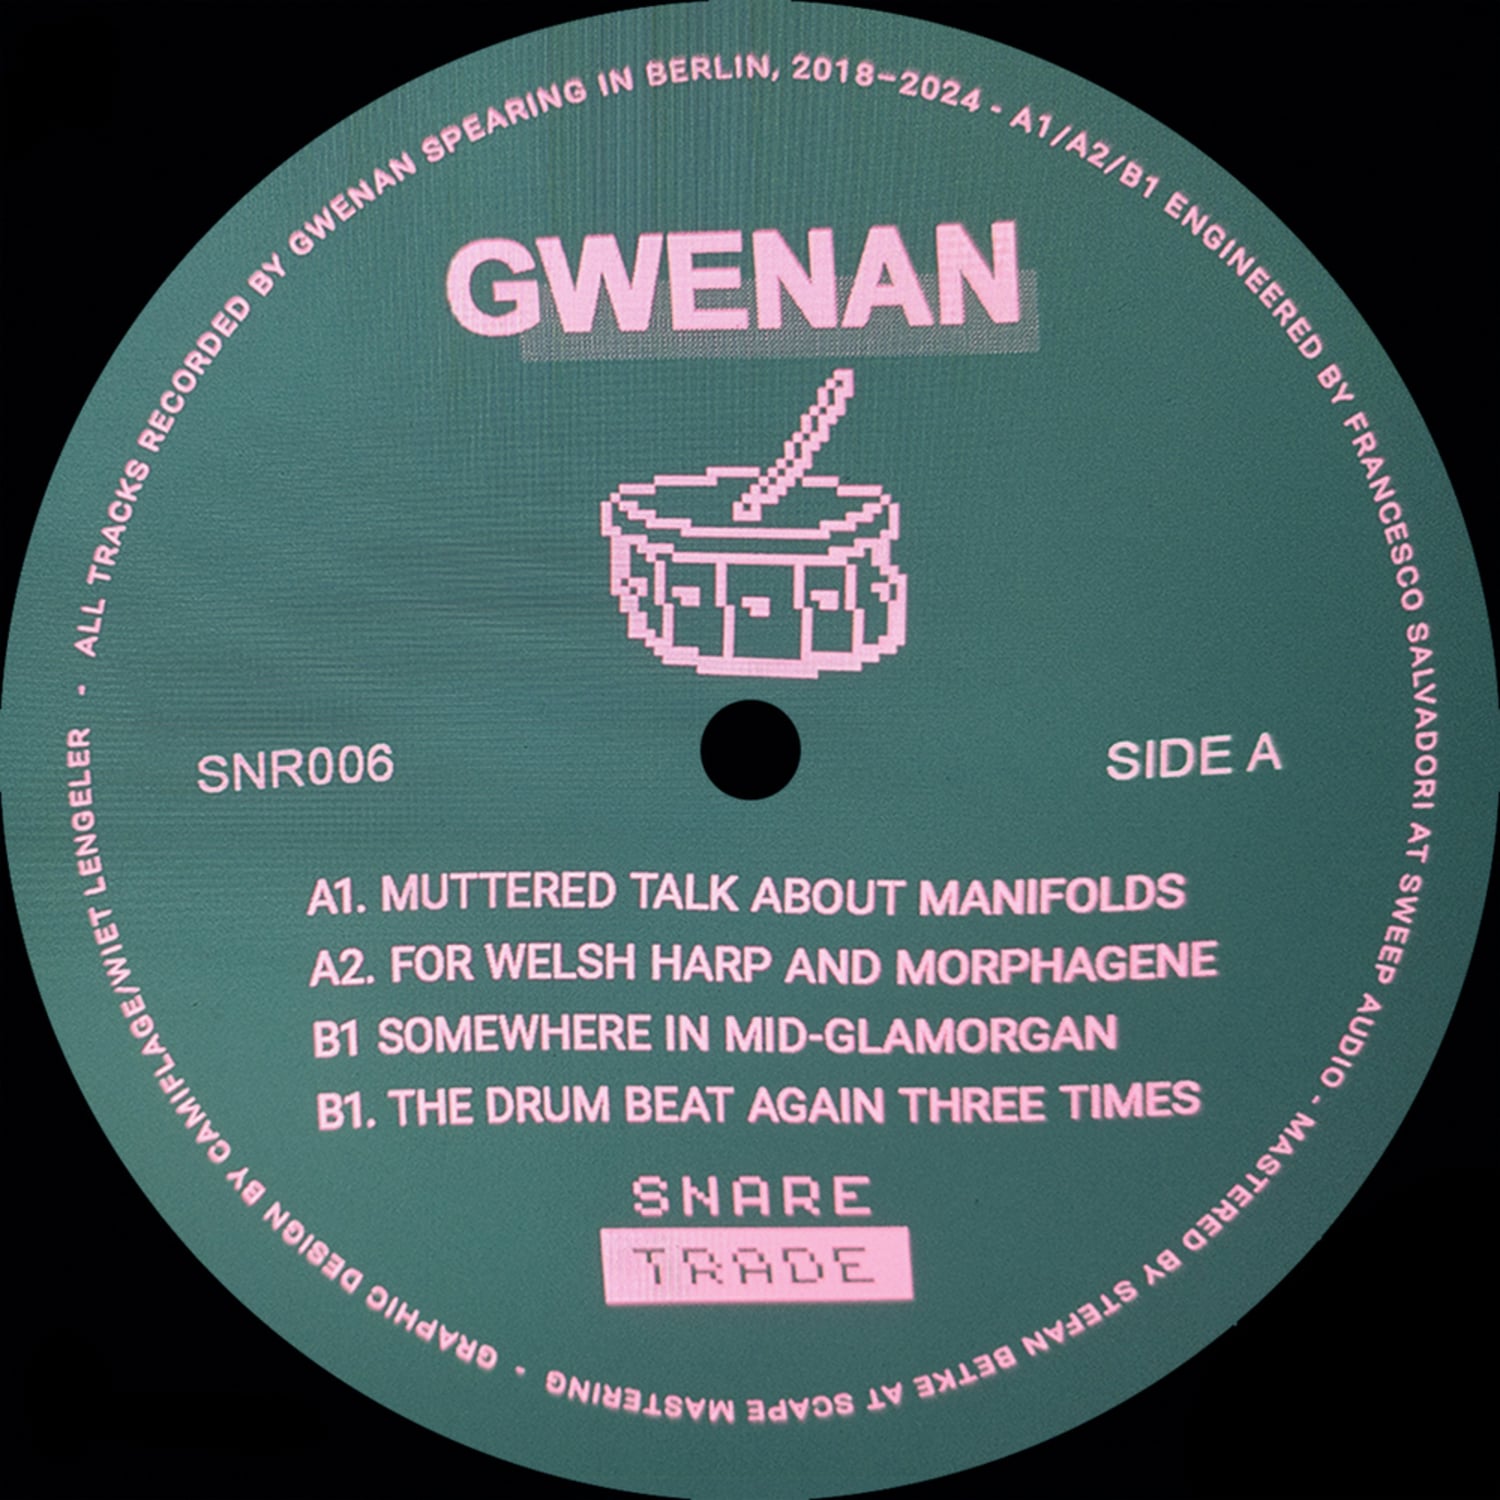 ALL TRACKS RECORDED BY GWENAN SPEARING IN BERLIN, 2018-2024 - A1/A2/B1 ENGINEERED BY FRANCESCO SALVADORI AT SWEEP AUDIO - MASTERED BY STEFAN BETKE AT SCAPE MASTERING - GRAPHIC DESIGN BY CAMIFLAGE/WIET LENGELER -
GWENAN
SNR006
SIDE A
A1. MUTTERED TALK ABOUT MANIFOLDS
A2. FOR WELSH HARP AND MORPHAGENE
B1 SOMEWHERE IN MID-GLAMORGAN
B1. THE DRUM BEAT AGAIN THREE TIMES
SNARE
TRADE